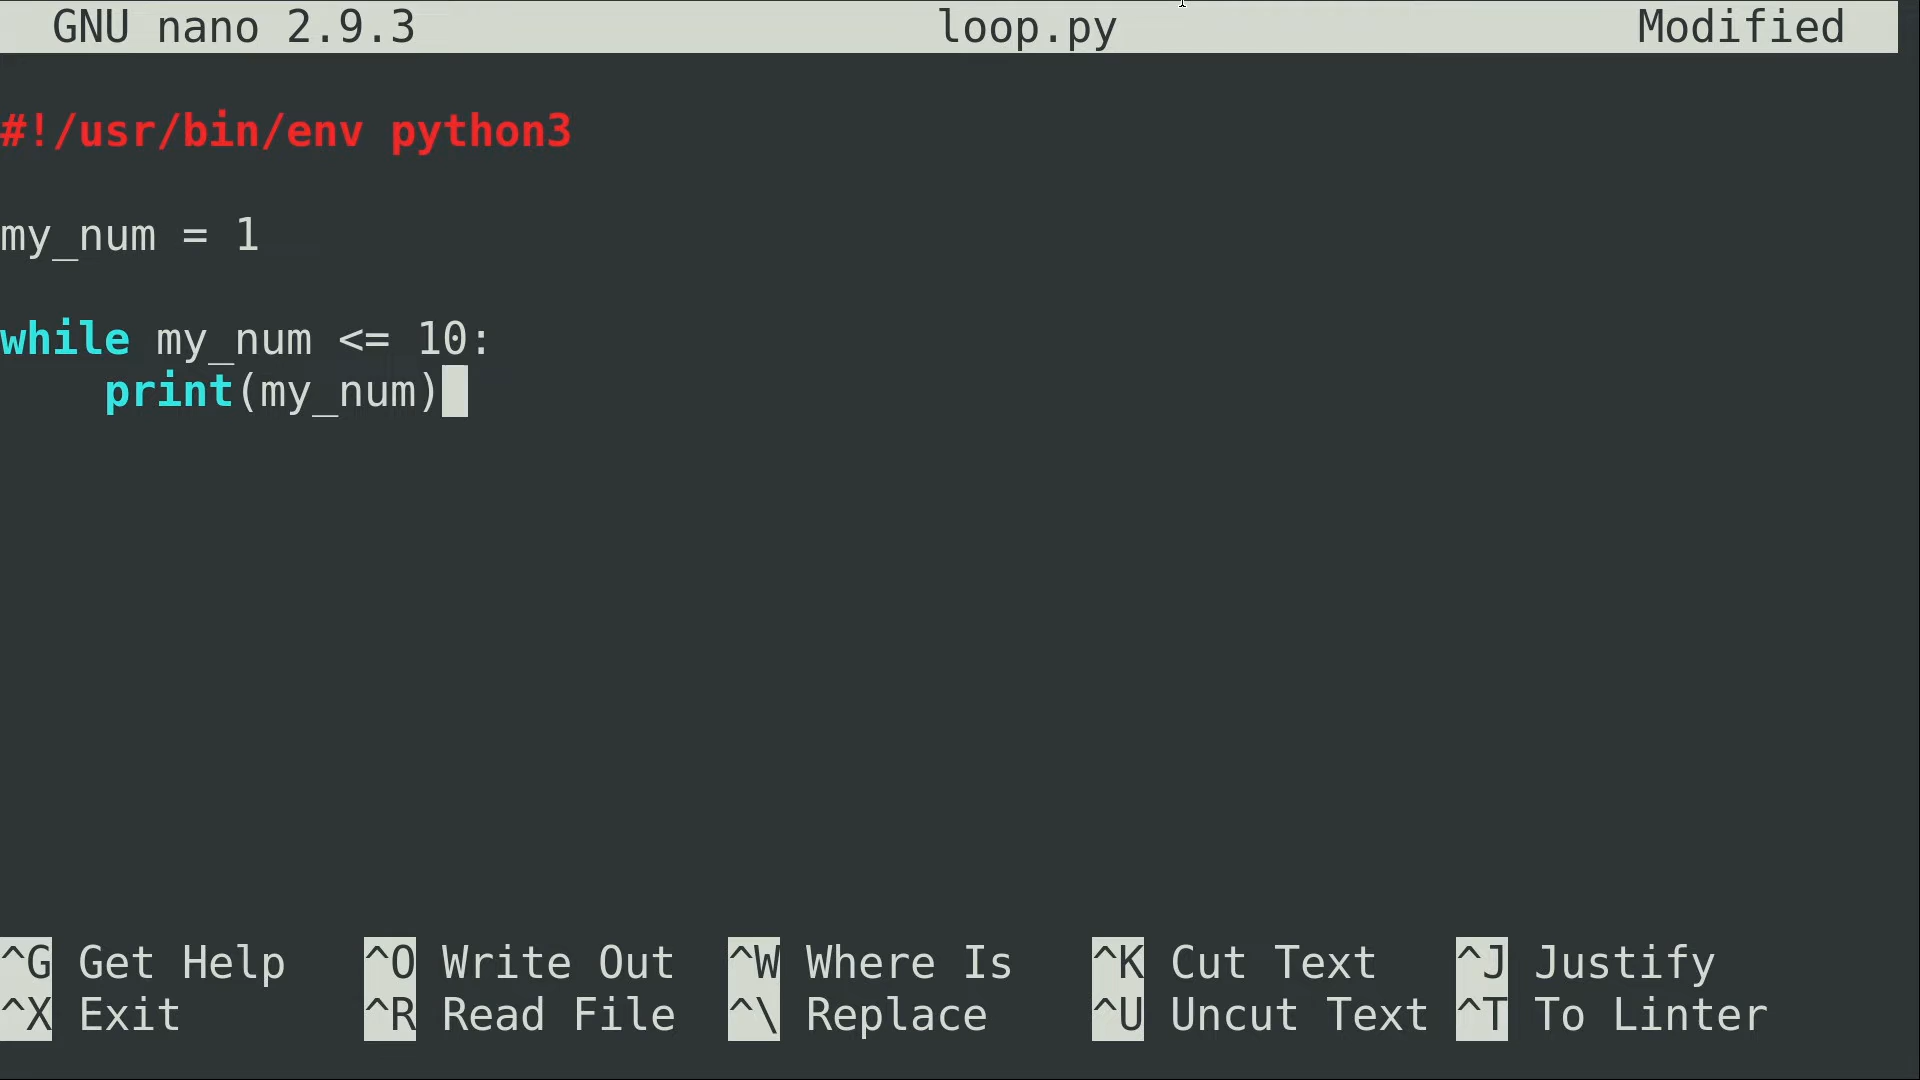 GNU nano 2.9.3 loop.py Modified
#!/usr/bin/env python3
my_num = 1
while my_num <= 10:
    print(my_num)
^G Get Help ^O Write Out ^W Where Is ^K Cut Text ^J Justify
^X Exit ^R Read File ^\ Replace ^U Uncut Text ^T To Linter